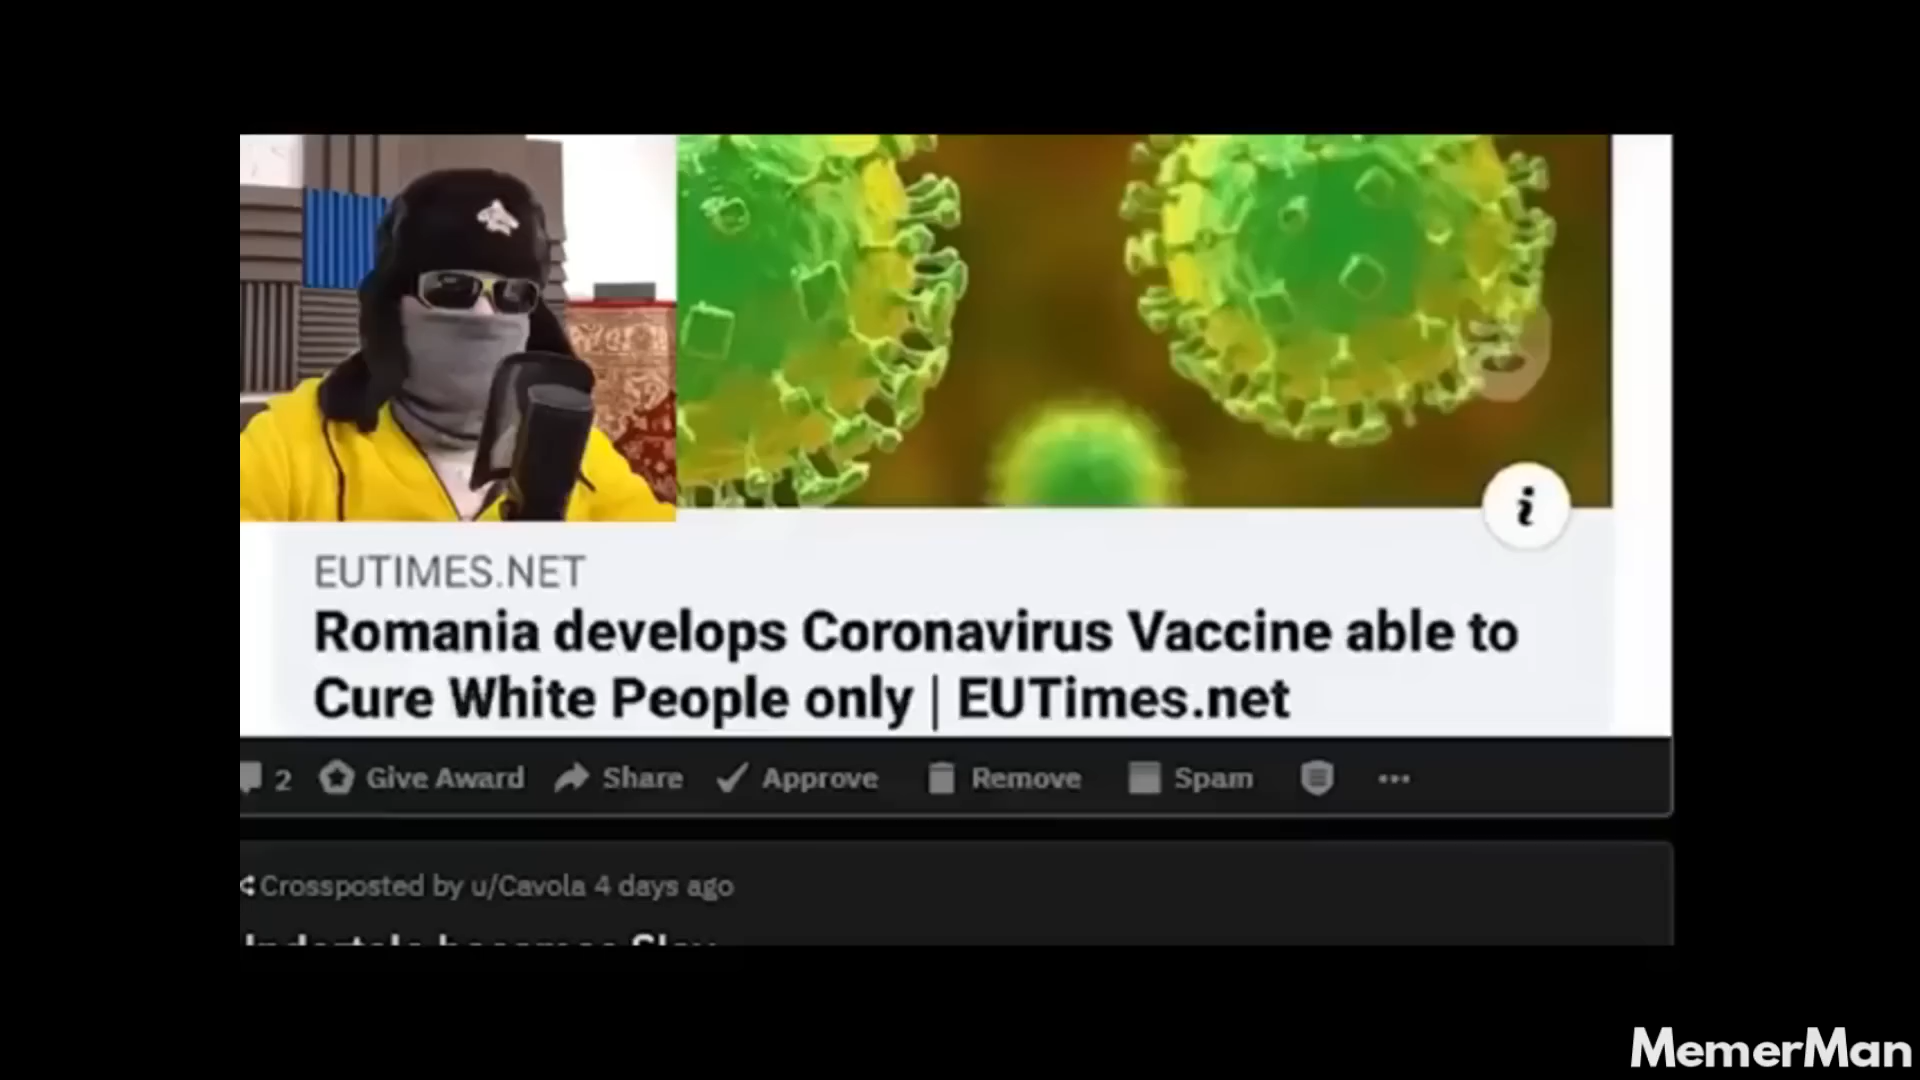 EUTIMES.NET
Romania develops Coronavirus Vaccine able to
Cure White People only | EUTimes.net
2 Give Award Share Approve Remove Spam ...
Crossposted by u/Cavola 4 days ago
MemerMan